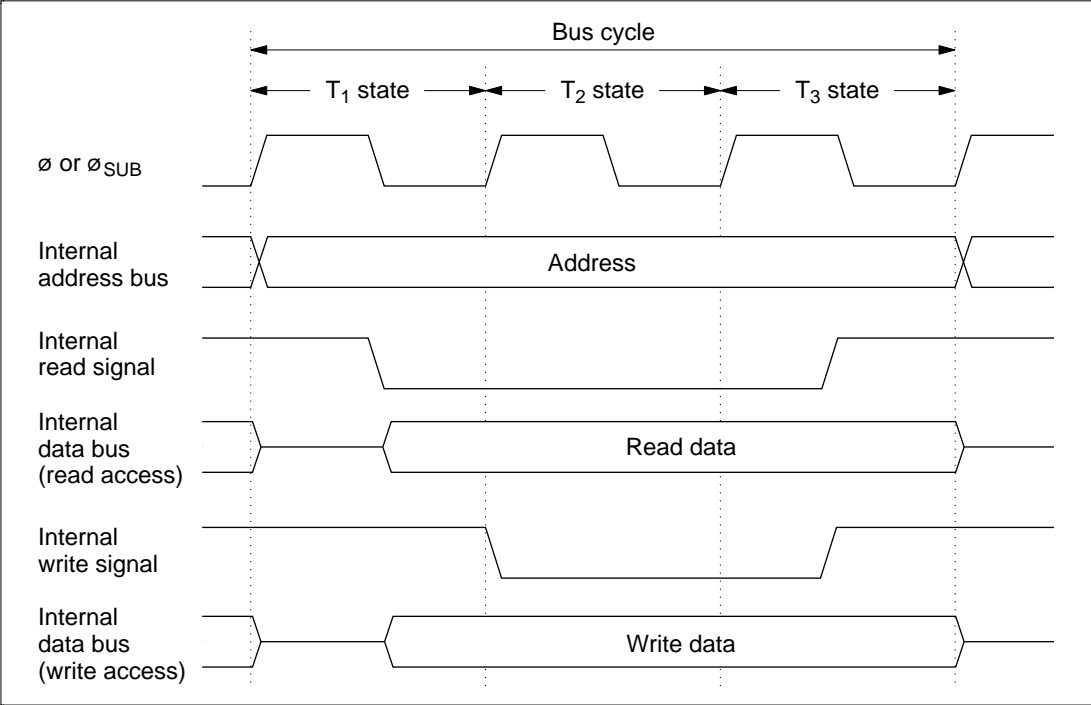 Bus cycle
T1 state
T2 state
T3 state
ø or øSUB
Internal
address bus
Address
Internal
read signal
Internal
data bus
(read access)
Read data
Internal
write signal
Internal
data bus
(write access)
Write data